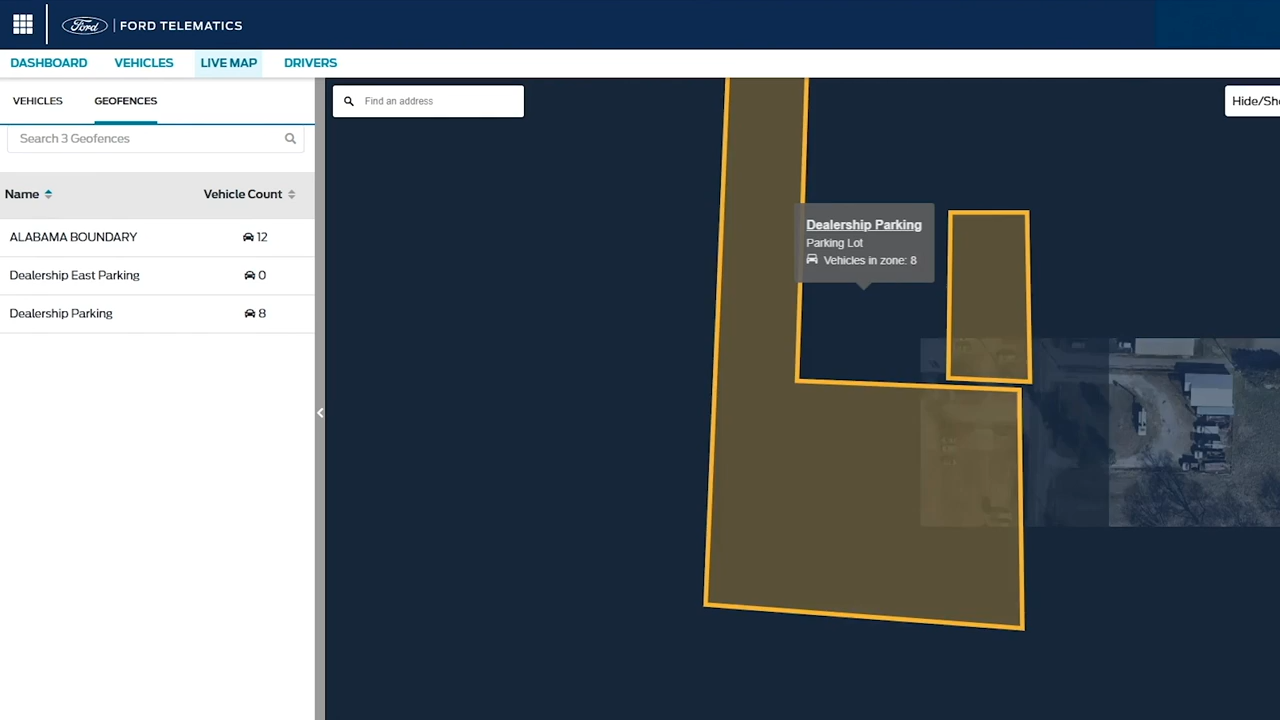 Ford | FORD TELEMATICS
DASHBOARD VEHICLES LIVE MAP DRIVERS
VEHICLES GEOFENCES
Search 3 Geofences
Name Vehicle Count
ALABAMA BOUNDARY 12
Dealership East Parking 0
Dealership Parking 8
Find an address
Hide/Sh
Dealership Parking
Parking Lot
Vehicles in zone: 8